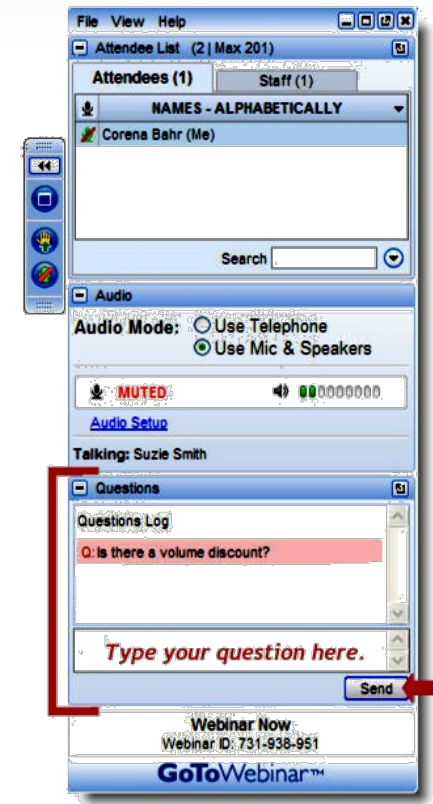 File View Help
Attendee List (2 | Max 201)
Attendees (1) Staff (1)
NAMES - ALPHABETICALLY
Corena Bahr (Me)
Search
Audio
Audio Mode: Use Telephone
Use Mic & Speakers
MUTED
Audio Setup
Talking: Suzie Smith
Questions
Questions Log
Q: Is there a volume discount?
Type your question here.
Send
Webinar Now
Webinar ID: 731-938-951
GoToWebinar™